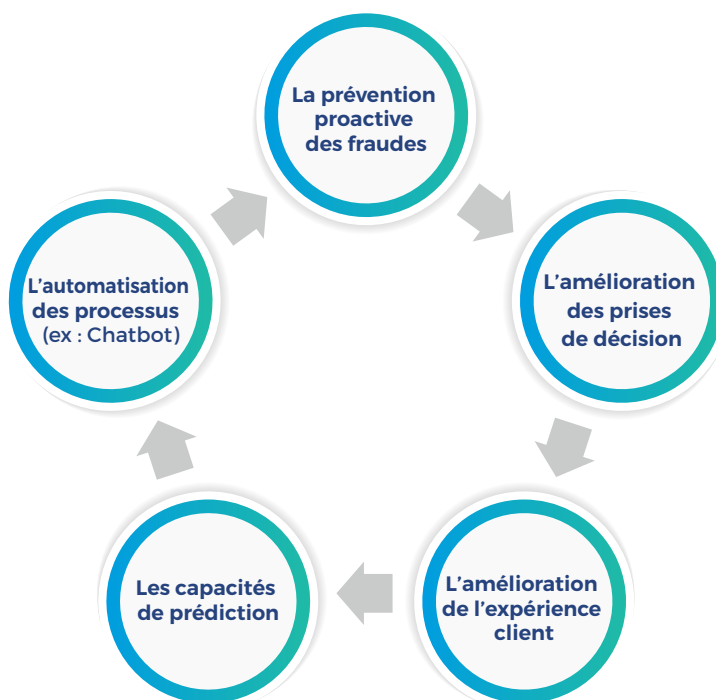 La prévention
proactive
des fraudes
L'amélioration
des prises
de décision
L'amélioration
de l'expérience
client
Les capacités
de prédiction
L'automatisation
des processus
(ex : Chatbot)